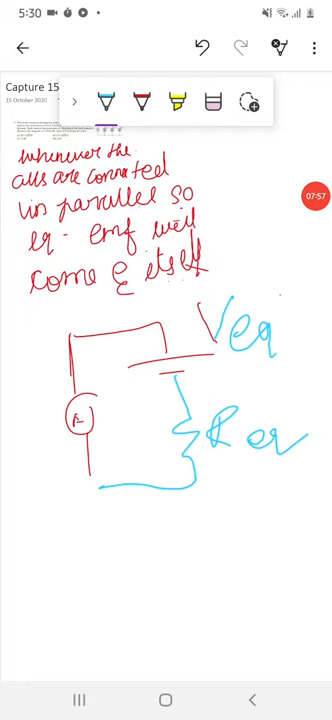 5:30
Capture 15
15 October 2020
07:57
whenever the
cells are connected
in parallel so
eq - emf will
come ξ itself
Veq
A
R eq